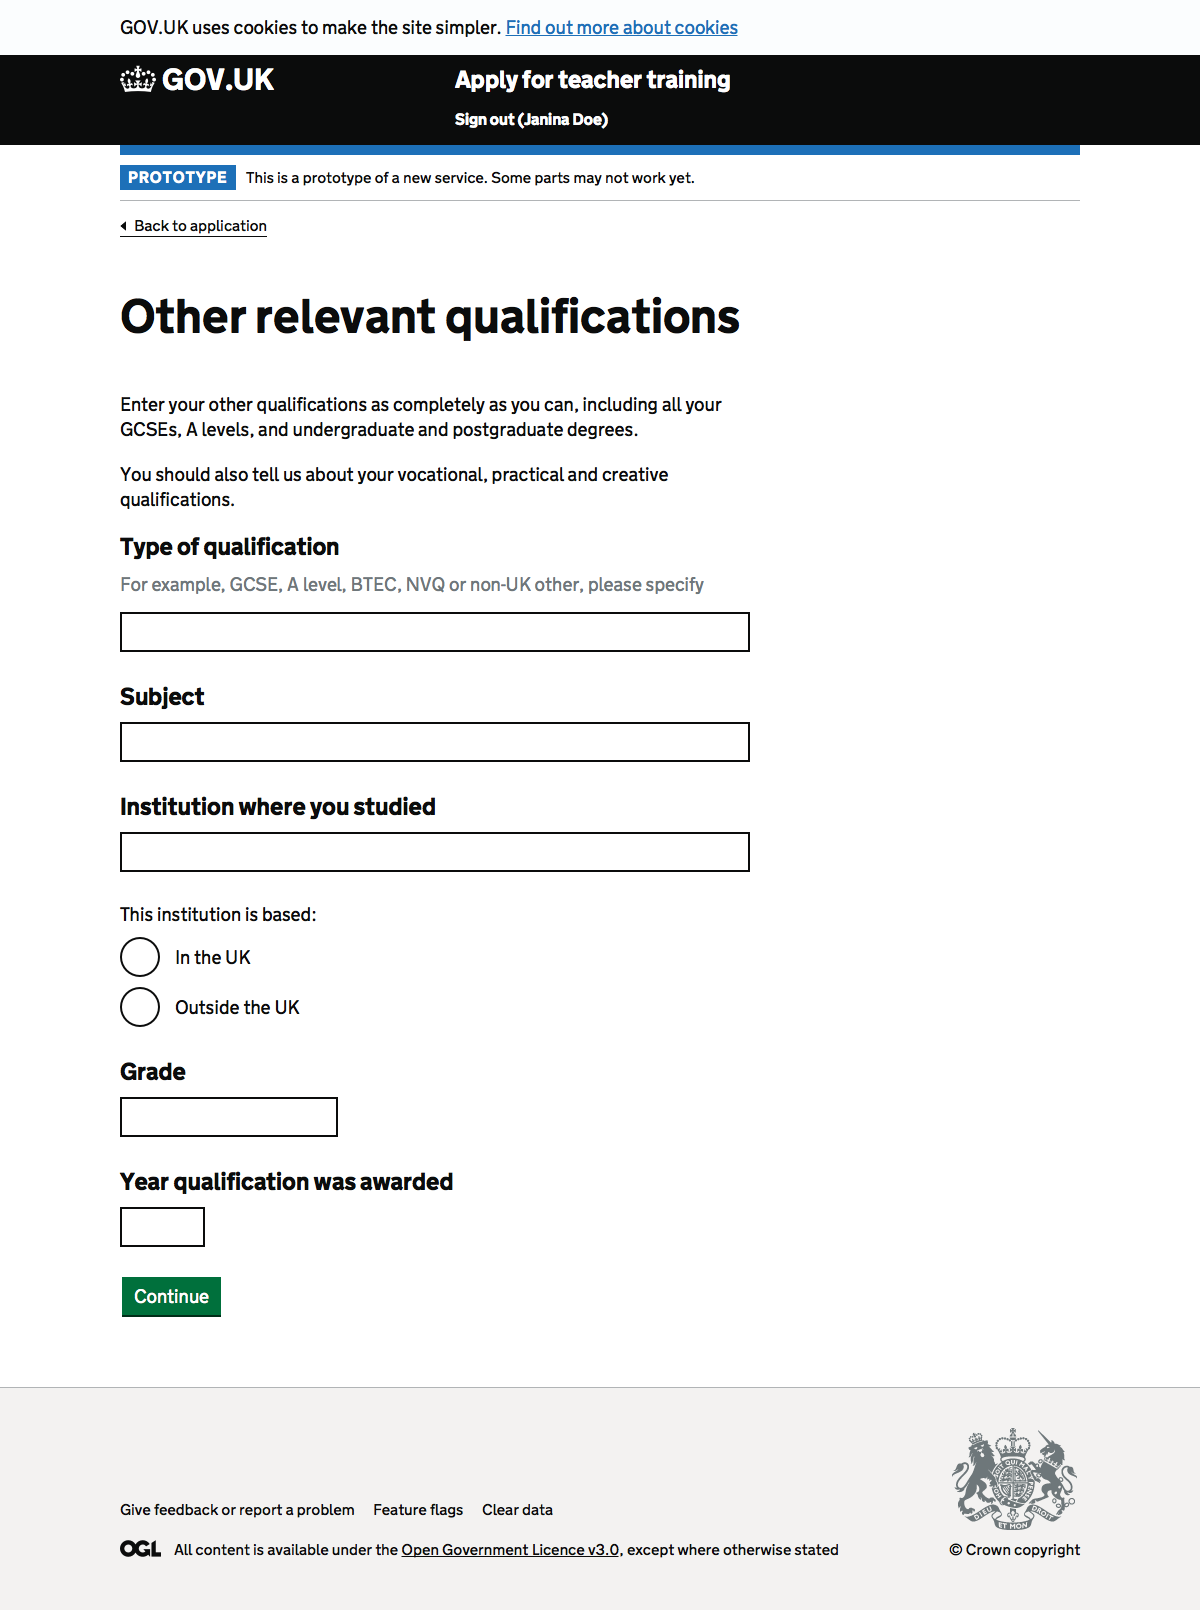 GOV.UK uses cookies to make the site simpler. Find out more about cookies
GOV.UK
Apply for teacher training
Sign out (Janina Doe)
PROTOTYPE This is a prototype of a new service. Some parts may not work yet.
Back to application
Other relevant qualifications
Enter your other qualifications as completely as you can, including all your
GCSEs, A levels, and undergraduate and postgraduate degrees.
You should also tell us about your vocational, practical and creative
qualifications.
Type of qualification
For example, GCSE, A level, BTEC, NVQ or non-UK other, please specify
Subject
Institution where you studied
This institution is based:
In the UK
Outside the UK
Grade
Year qualification was awarded
Continue
Give feedback or report a problem Feature flags Clear data
OGL All content is available under the Open Government Licence v3.0, except where otherwise stated
DIEU ET MON DROIT
© Crown copyright